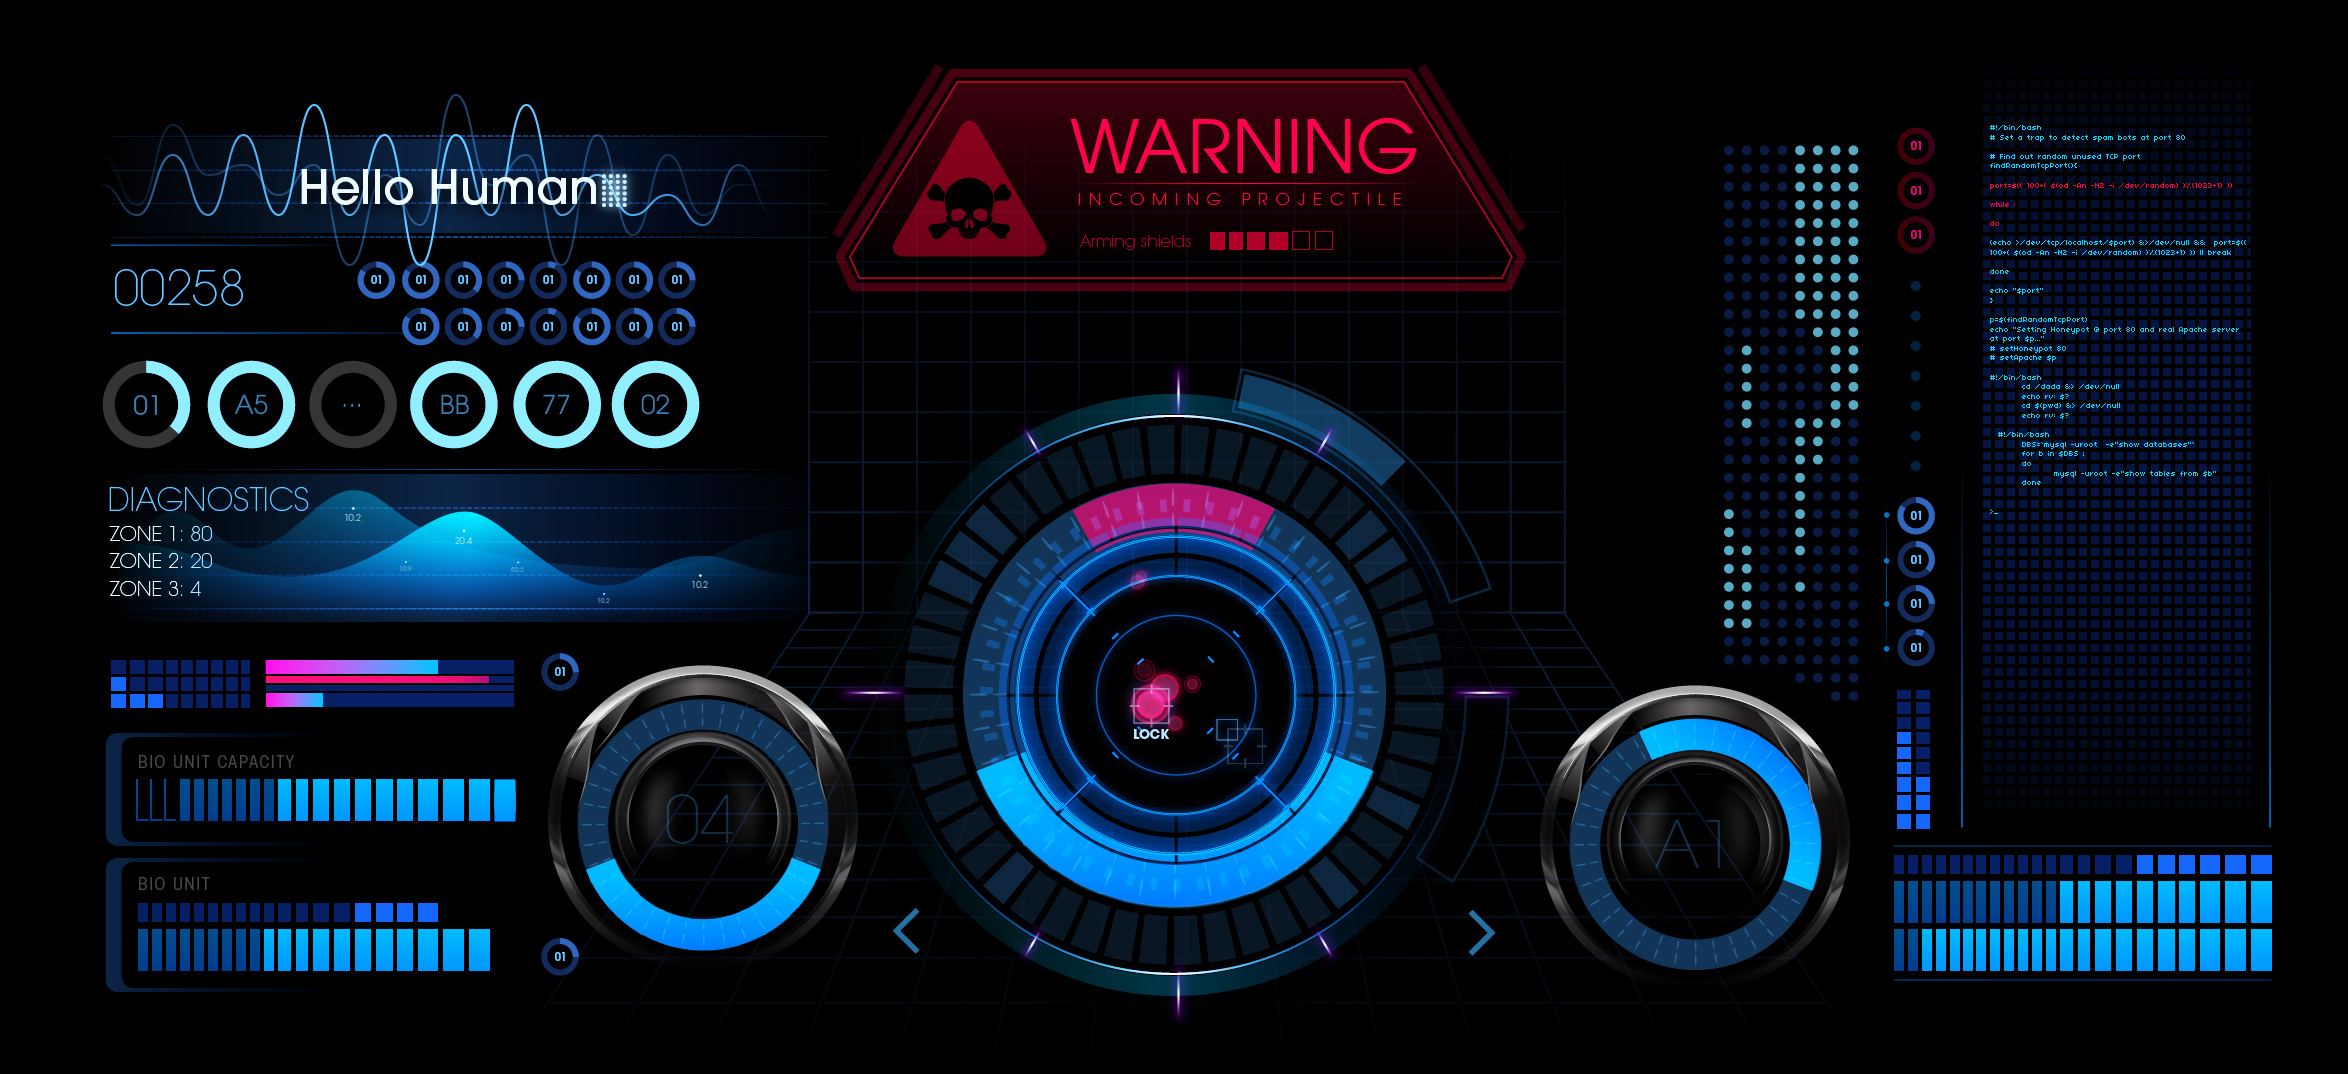 Hello Human
00258
01 01 01 01 01 01 01 01
01 01 01 01 01 01 01
01 A5 ... BB 77 02
DIAGNOSTICS
ZONE 1: 80
ZONE 2: 20
ZONE 3: 4
10.2
20.4
10.9
60.2
10.2
10.2
01
BIO UNIT CAPACITY
BIO UNIT
01
04
WARNING
INCOMING PROJECTILE
Arming shields
LOCK
A1
01
01
01
01
01
01
01
#!/bin/bash
# Set a trap to detect spam bots at port 80
# Find out random unused TCP port
findRandomTcpPort(){
port=$(( 100+( $(od -An -N2 -i /dev/random) )%(1023+1) ))
while :
do
(echo >/dev/tcp/localhost/$port) &>/dev/null && port=$((
100+( $(od -An -N2 -i /dev/random) )%(1023+1) )) || break
done
echo "$port"
}
p=$(findRandomTcpPort)
echo "Setting Honeypot @ port 80 and real Apache server
at port $p..."
# setHoneypot 80
# setApache $p
#!/bin/bash
cd /dada &> /dev/null
echo rv: $?
cd $(pwd) &> /dev/null
echo rv: $?
#!/bin/bash
DBS=`mysql -uroot -e"show databases"`
for b in $DBS ;
do
mysql -uroot -e"show tables from $b"
done
>_